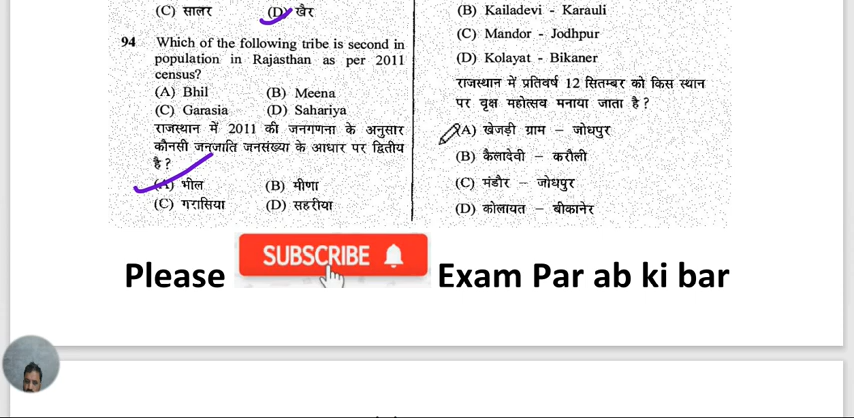 (C) सालर (D) खैर
94 Which of the following tribe is second in
population in Rajasthan as per 2011
census?
(A) Bhil (B) Meena
(C) Garasia (D) Sahariya
राजस्थान में 2011 की जनगणना के अनुसार
कौनसी जनजाति जनसंख्या के आधार पर द्वितीय
है ?
(A) भील (B) मीणा
(C) गरासिया (D) सहरीया
(B) Kailadevi - Karauli
(C) Mandor - Jodhpur
(D) Kolayat - Bikaner
राजस्थान में प्रतिवर्ष 12 सितम्बर को किस स्थान
पर वृक्ष महोत्सव मनाया जाता है ?
(A) खेजड़ी ग्राम – जोधपुर
(B) कैलादेवी – करौली
(C) मंडौर – जोधपुर
(D) कोलायत – बीकानेर
Please SUBSCRIBE Exam Par ab ki bar